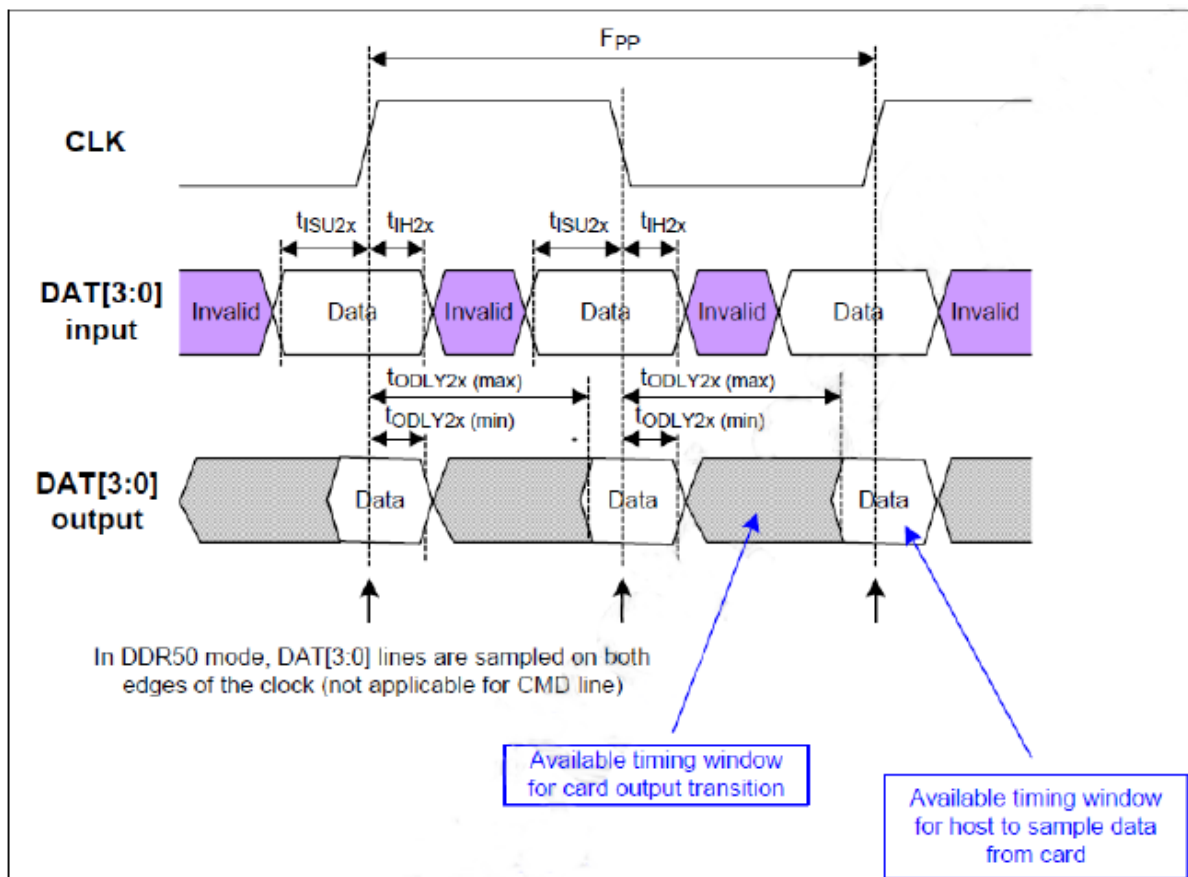 FPP
CLK
tISU2x
tIH2x
tISU2x
tIH2x
DAT[3:0]
input
Invalid
Data
Invalid
Data
Invalid
Data
Invalid
tODLY2x (max)
tODLY2x (max)
tODLY2x (min)
tODLY2x (min)
DAT[3:0]
output
Data
Data
Data
In DDR50 mode, DAT[3:0] lines are sampled on both
edges of the clock (not applicable for CMD line)
Available timing window
for card output transition
Available timing window
for host to sample data
from card